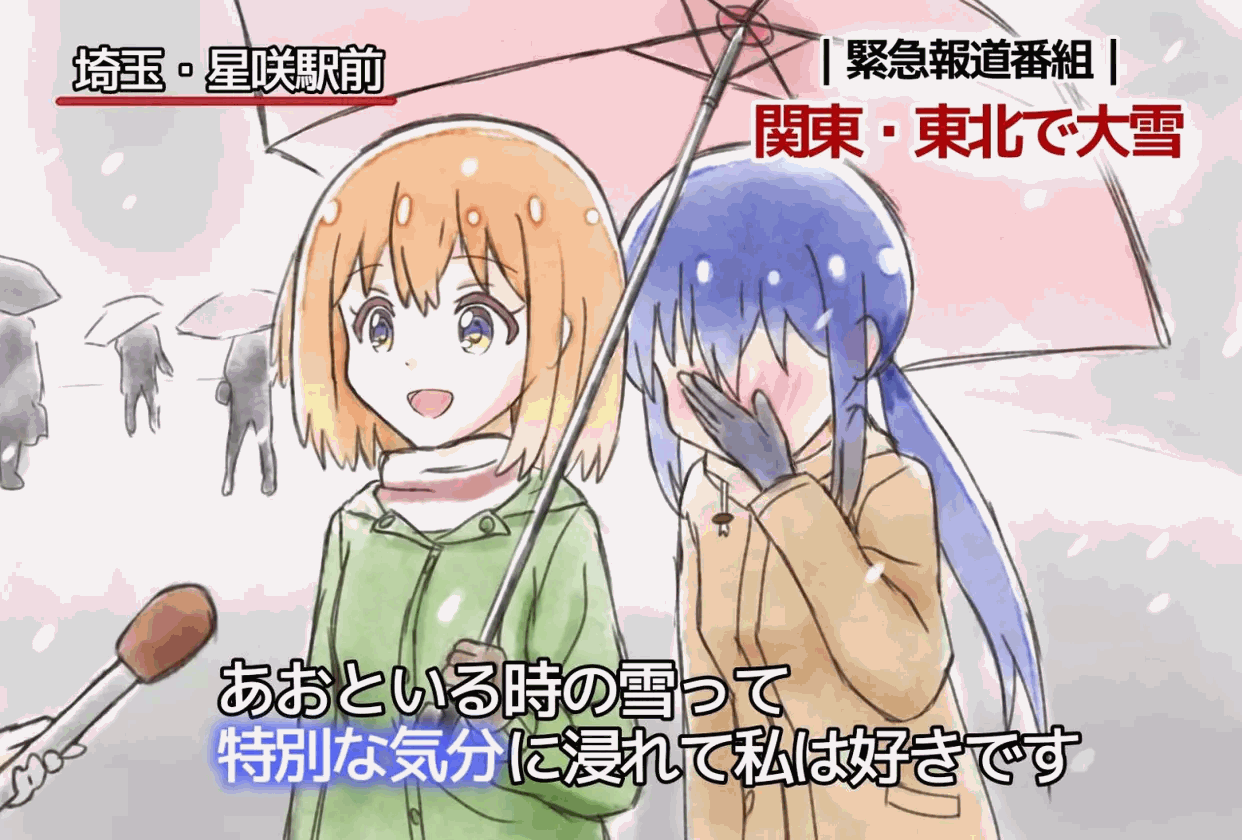 埼玉・星咲駅前
|緊急報道番組|
関東・東北で大雪
あおといる時の雪って
特別な気分に浸れて私は好きです